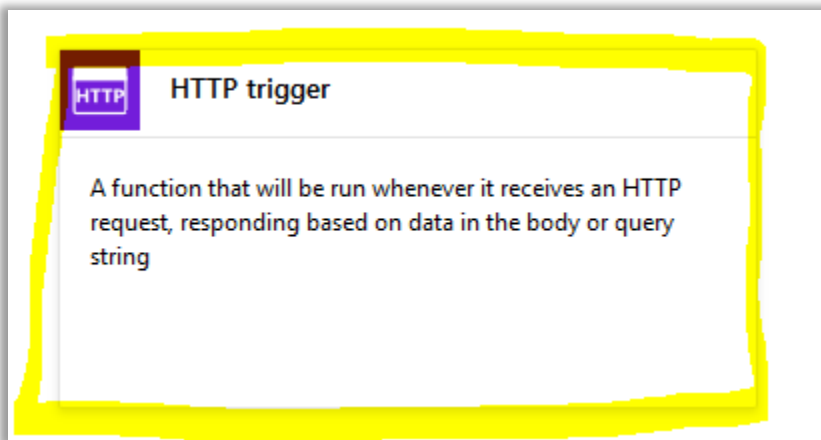 HTTP
HTTP trigger
A function that will be run whenever it receives an HTTP
request, responding based on data in the body or query
string